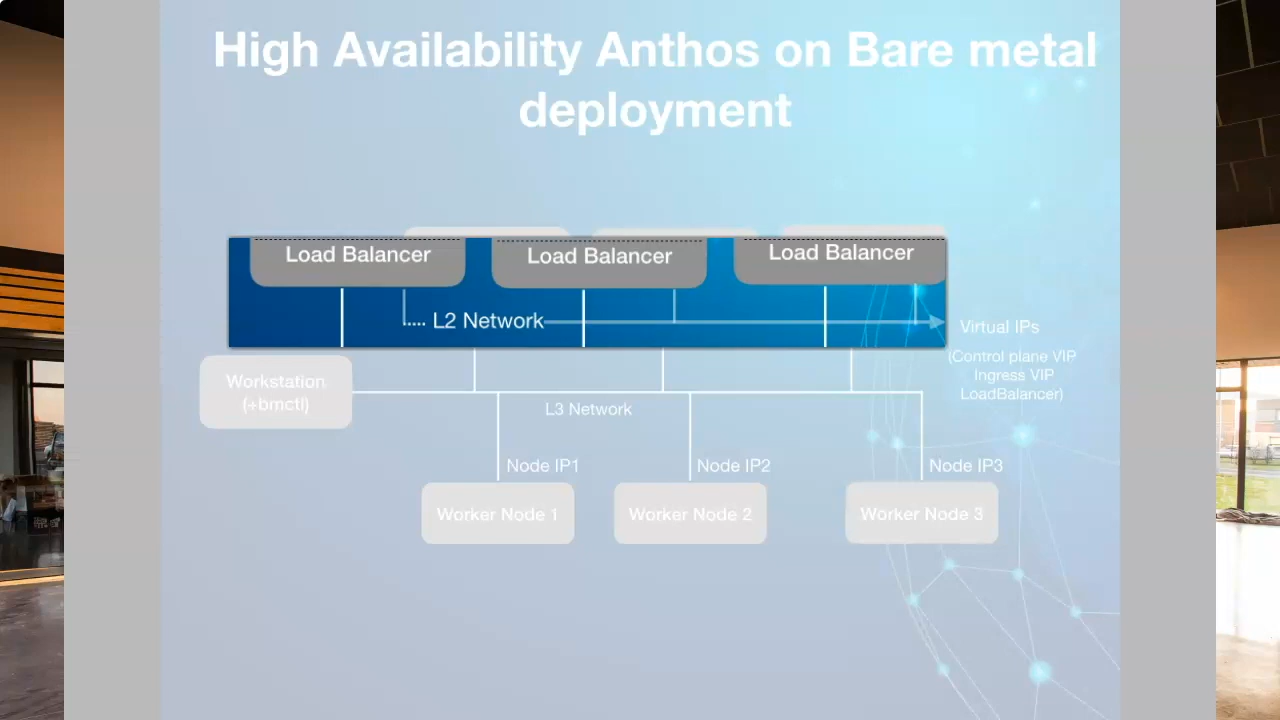 High Availability Anthos on Bare metal
deployment
Load Balancer
Load Balancer
Load Balancer
L2 Network
Virtual IPs
(Control plane VIP
Ingress VIP
LoadBalancer)
Workstation
(+bmctl)
L3 Network
Node IP1
Node IP2
Node IP3
Worker Node 1
Worker Node 2
Worker Node 3